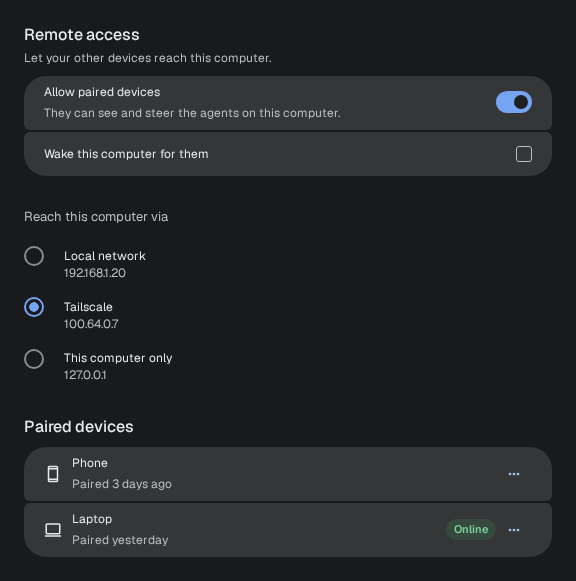 Remote access
Let your other devices reach this computer.
Allow paired devices
They can see and steer the agents on this computer.
Wake this computer for them
Reach this computer via
Local network
192.168.1.20
Tailscale
100.64.0.7
This computer only
127.0.0.1
Paired devices
Phone
Paired 3 days ago
Laptop
Online
Paired yesterday